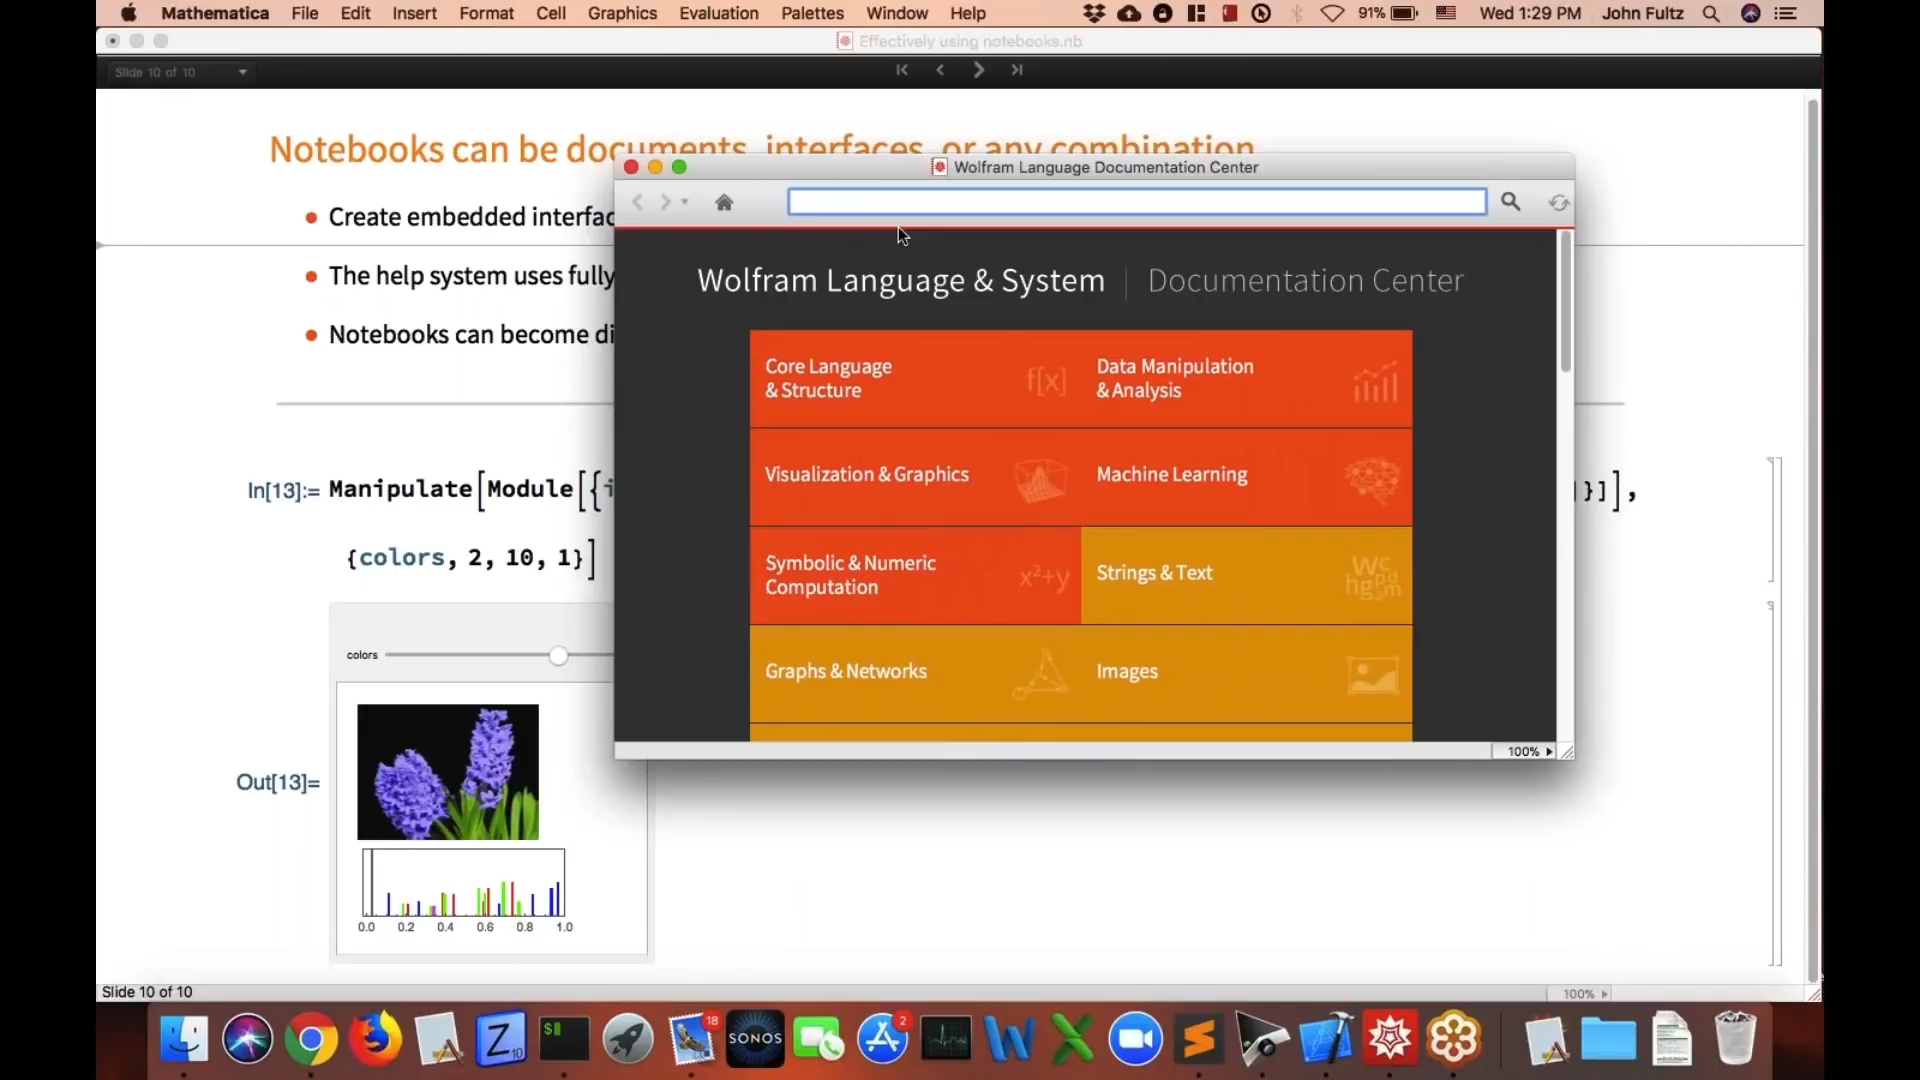 Mathematica File Edit Insert Format Cell Graphics Evaluation Palettes Window Help 91% Wed 1:29 PM John Fultz
Effectively using notebooks.nb
Slide 10 of 10
Notebooks can be documents, interfaces, or any combination
Wolfram Language Documentation Center
Create embedded interfac
The help system uses fully
Notebooks can become di
Wolfram Language & System | Documentation Center
Core Language
& Structure
f[x]
Data Manipulation
& Analysis
Visualization & Graphics
Machine Learning
Symbolic & Numeric
Computation
x²+y
Strings & Text
Graphs & Networks
Images
100%
In[13]:= Manipulate[Module[{i }]],
{colors, 2, 10, 1}]
colors
Out[13]=
0.0 0.2 0.4 0.6 0.8 1.0
Slide 10 of 10
100%
18
2
$
Z
10
SONOS
W
X
S